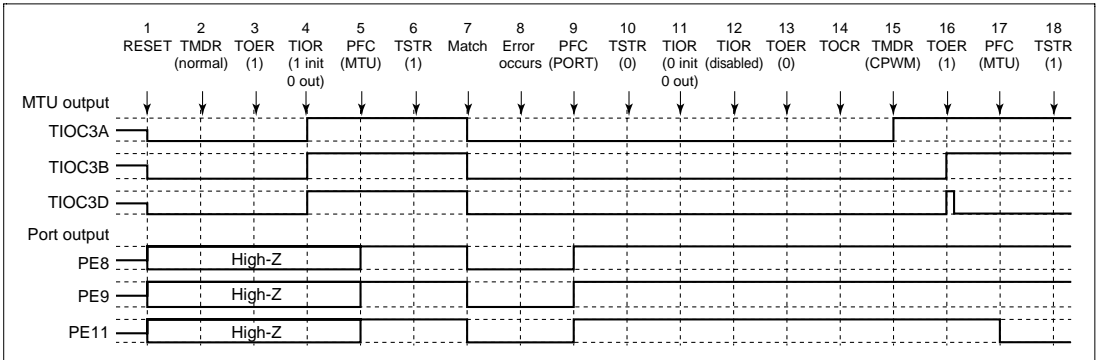 1 2 3 4 5 6 7 8 9 10 11 12 13 14 15 16 17 18
RESET TMDR TOER TIOR PFC TSTR Match Error PFC TSTR TIOR TIOR TOER TOCR TMDR TOER PFC TSTR
(normal) (1) (1 init (MTU) (1) occurs (PORT) (0) (0 init (disabled) (0) (CPWM) (1) (MTU) (1)
0 out) 0 out)
MTU output
TIOC3A
TIOC3B
TIOC3D
Port output
PE8 High-Z
PE9 High-Z
PE11 High-Z